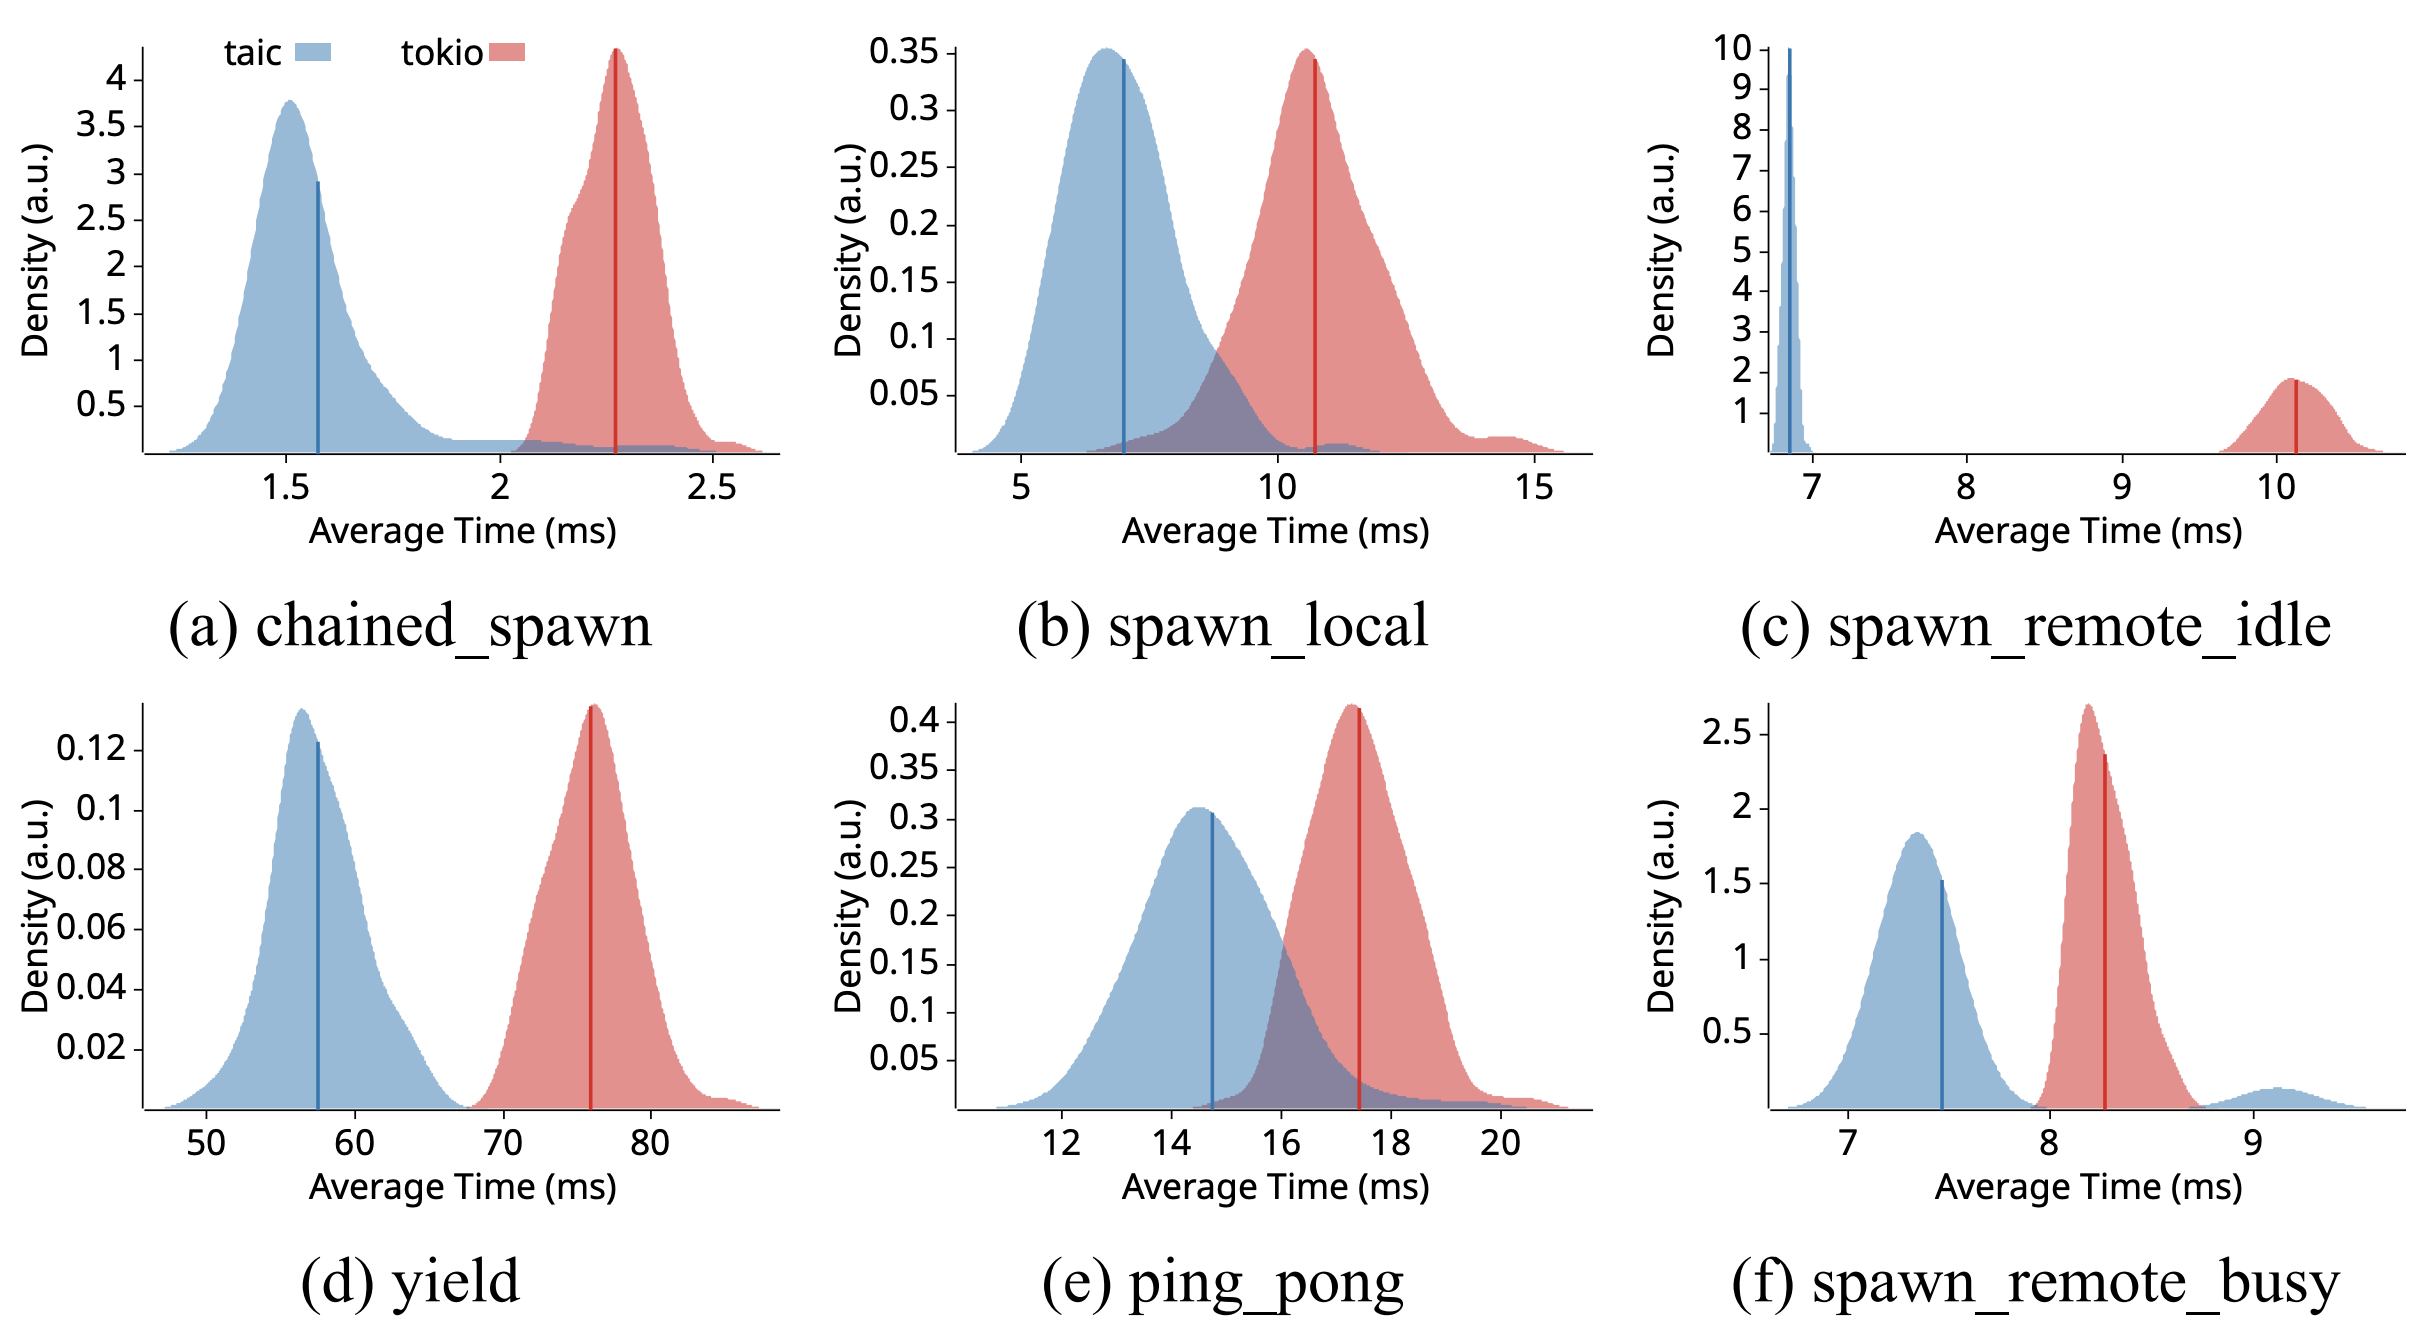 taic tokio
Density (a.u.)
4
3.5
3
2.5
2
1.5
1
0.5
1.5 2 2.5
Average Time (ms)
(a) chained_spawn
Density (a.u.)
0.35
0.3
0.25
0.2
0.15
0.1
0.05
5 10 15
Average Time (ms)
(b) spawn_local
Density (a.u.)
10
9
8
7
6
5
4
3
2
1
7 8 9 10
Average Time (ms)
(c) spawn_remote_idle
Density (a.u.)
0.12
0.1
0.08
0.06
0.04
0.02
50 60 70 80
Average Time (ms)
(d) yield
Density (a.u.)
0.4
0.35
0.3
0.25
0.2
0.15
0.1
0.05
12 14 16 18 20
Average Time (ms)
(e) ping_pong
Density (a.u.)
2.5
2
1.5
1
0.5
7 8 9
Average Time (ms)
(f) spawn_remote_busy